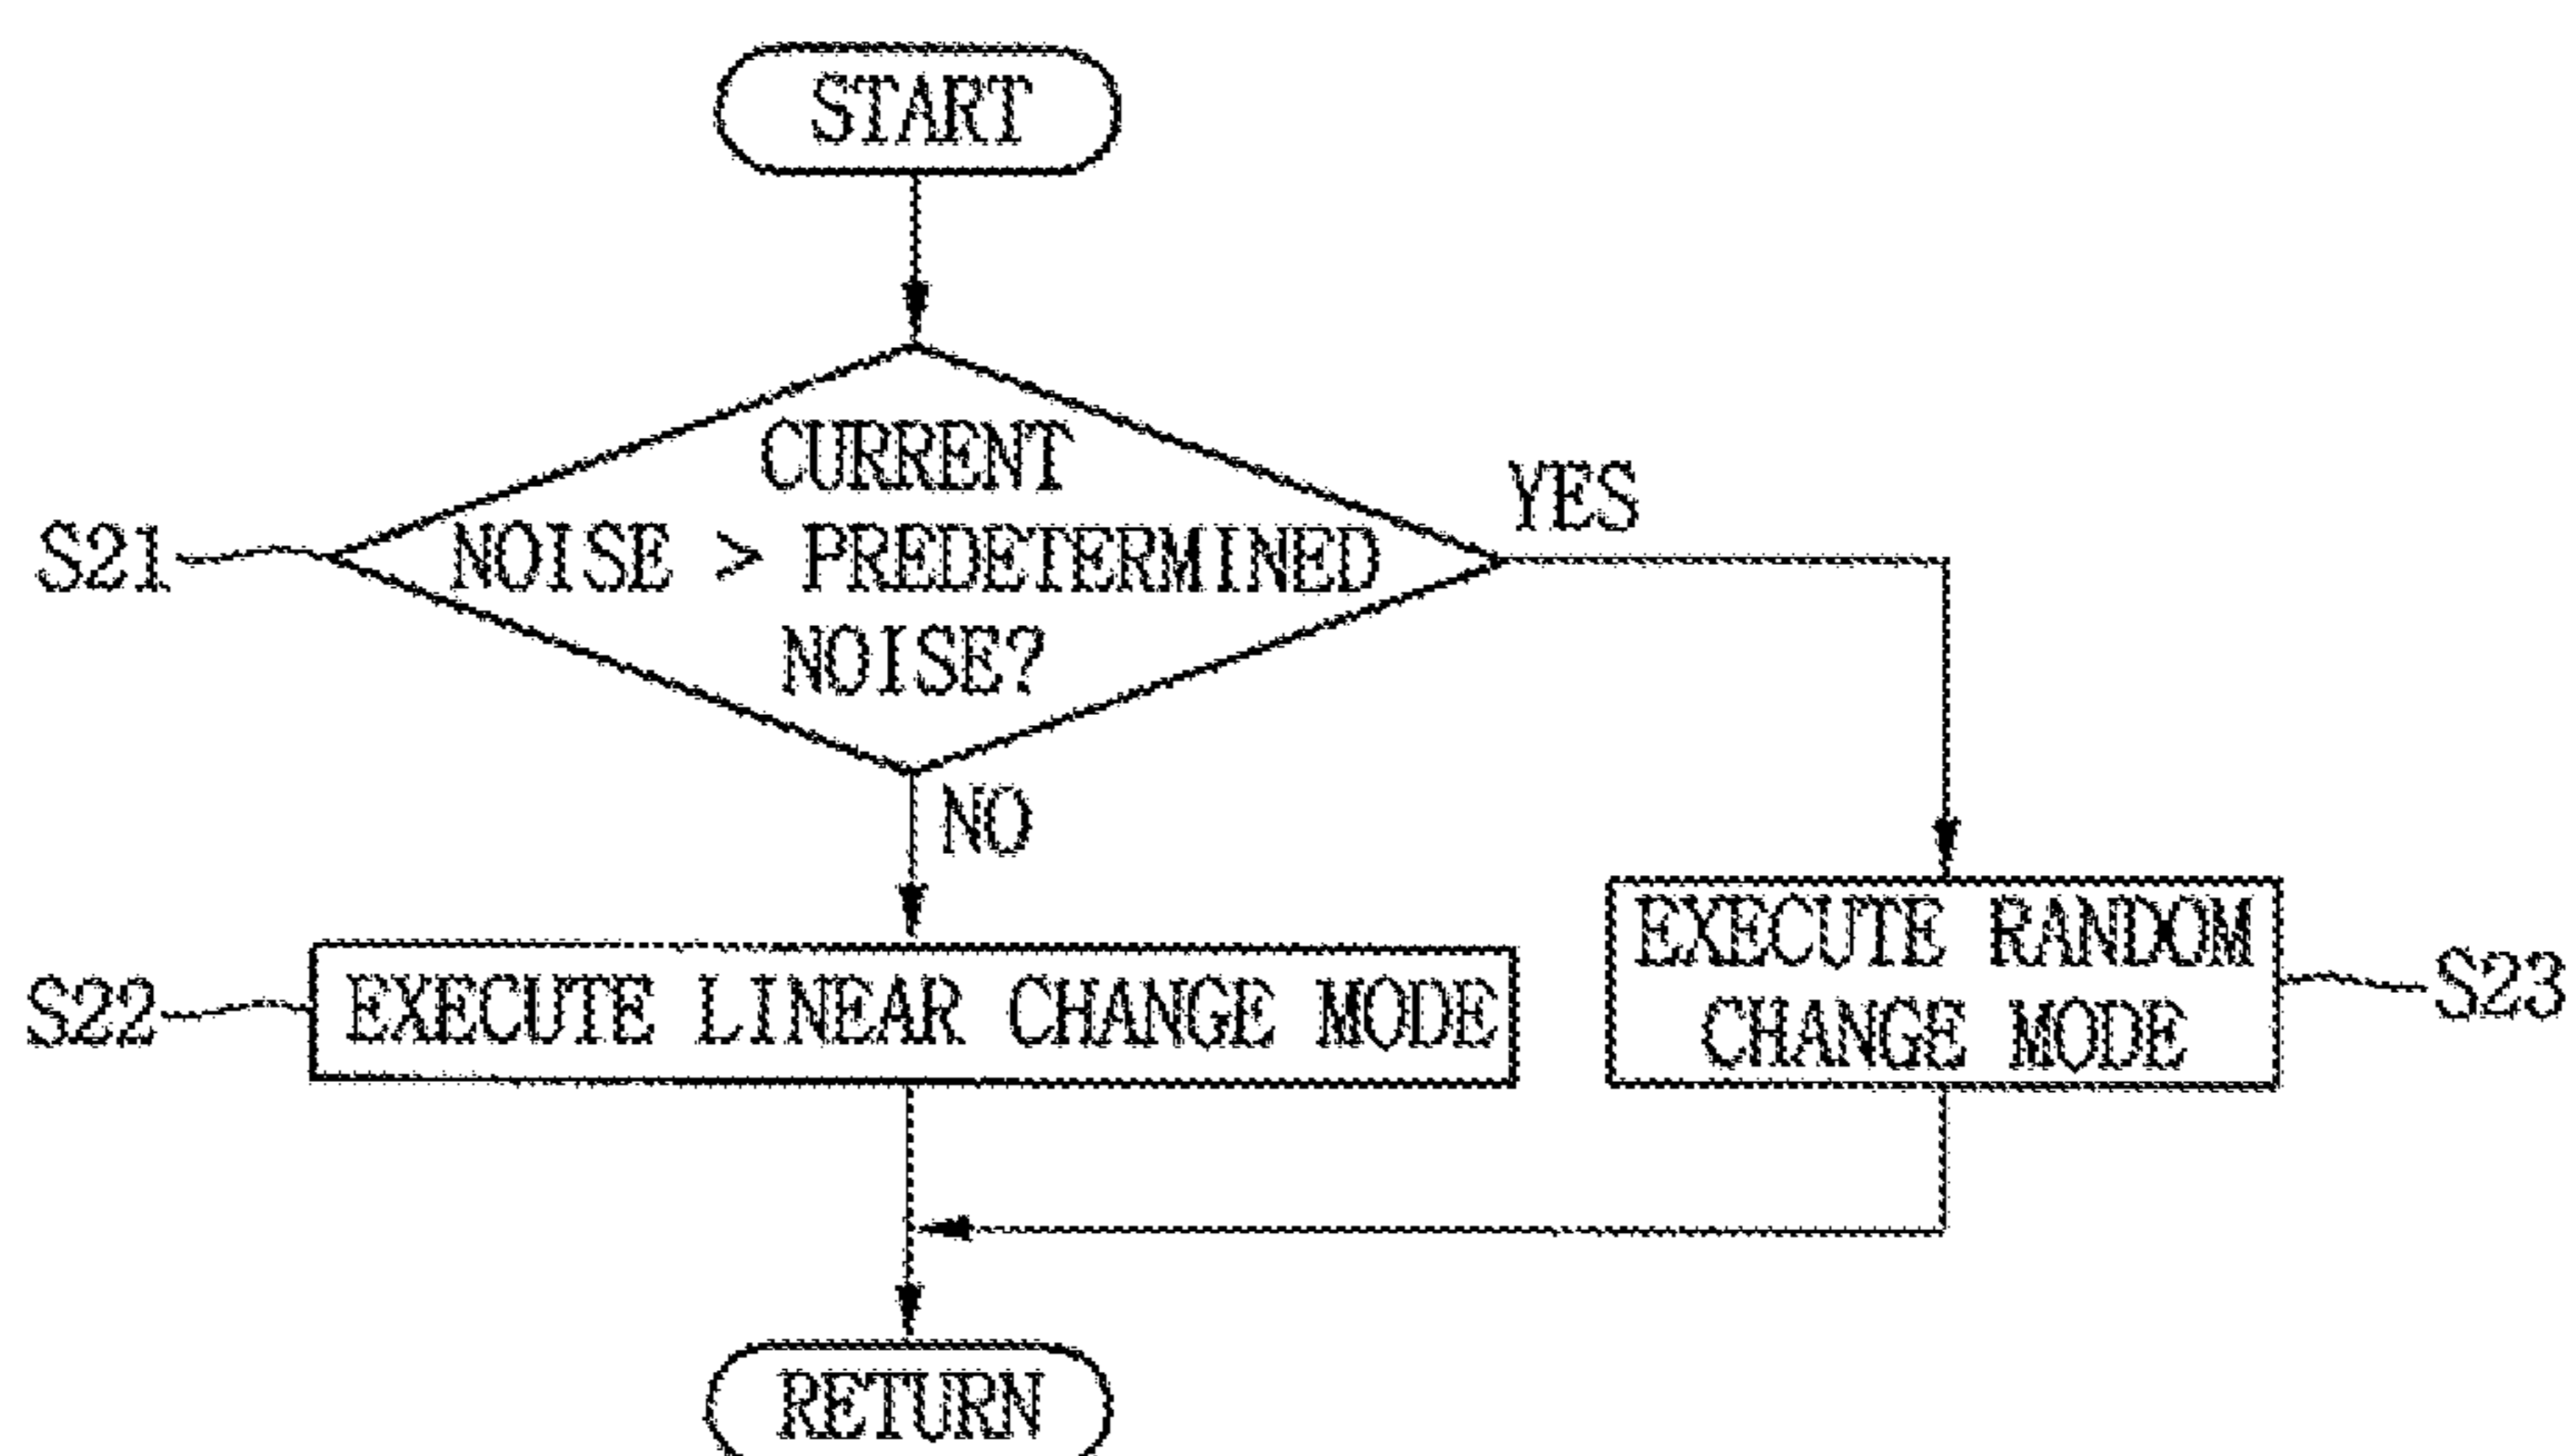 START
CURRENT
NOISE > PREDETERMINED
NOISE?
S21
YES
NO
EXECUTE LINEAR CHANGE MODE
S22
EXECUTE RANDOM
CHANGE MODE
S23
RETURN